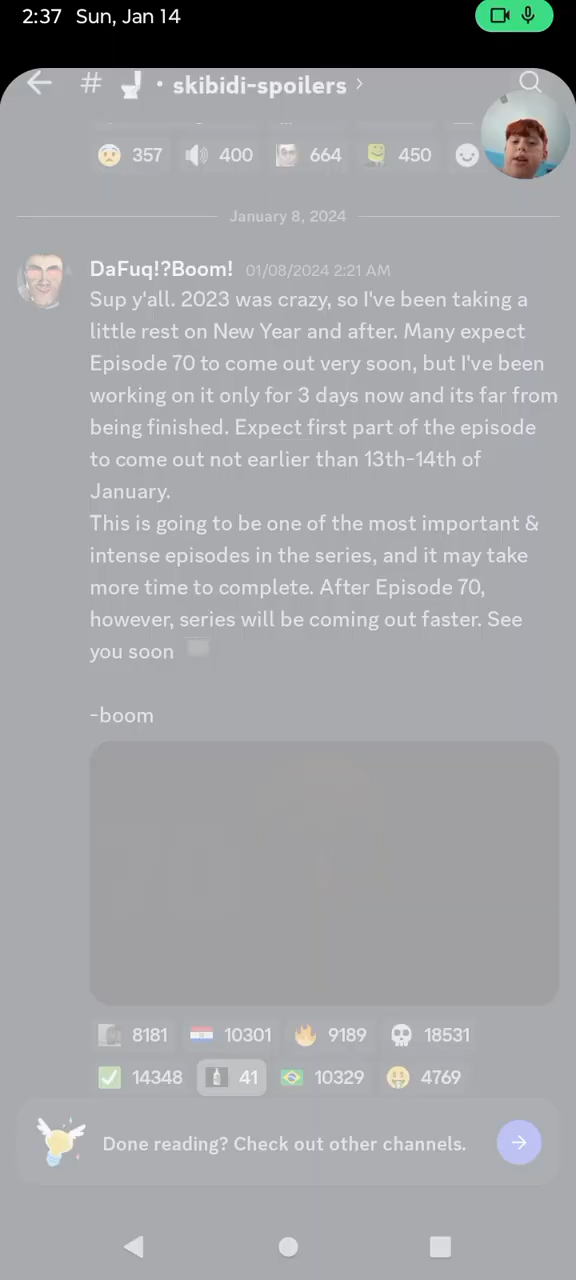 2:37 Sun, Jan 14
# • skibidi-spoilers
357 400 664 450
January 8, 2024
DaFuq!?Boom! 01/08/2024 2:21 AM
Sup y'all. 2023 was crazy, so I've been taking a
little rest on New Year and after. Many expect
Episode 70 to come out very soon, but I've been
working on it only for 3 days now and its far from
being finished. Expect first part of the episode
to come out not earlier than 13th-14th of
January.
This is going to be one of the most important &
intense episodes in the series, and it may take
more time to complete. After Episode 70,
however, series will be coming out faster. See
you soon
-boom
8181 10301 9189 18531
14348 41 10329 4769
Done reading? Check out other channels.